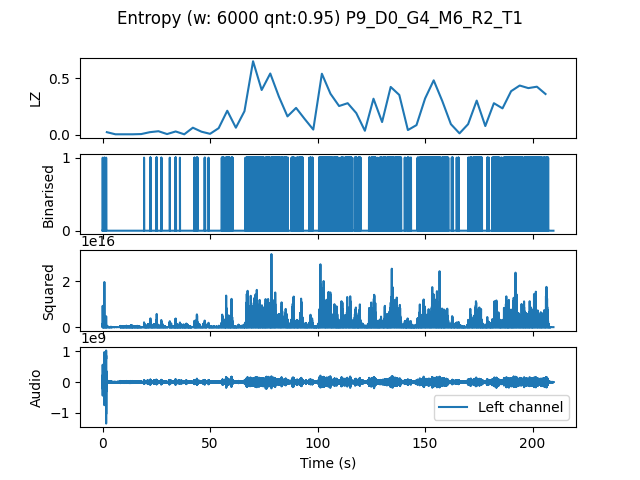 Entropy (w: 6000 qnt:0.95) P9_D0_G4_M6_R2_T1
0.5
0.0
LZ
1
0
Binarised
1e16
2
0
Squared
1e9
1
0
−1
Audio
Left channel
0 50 100 150 200
Time (s)